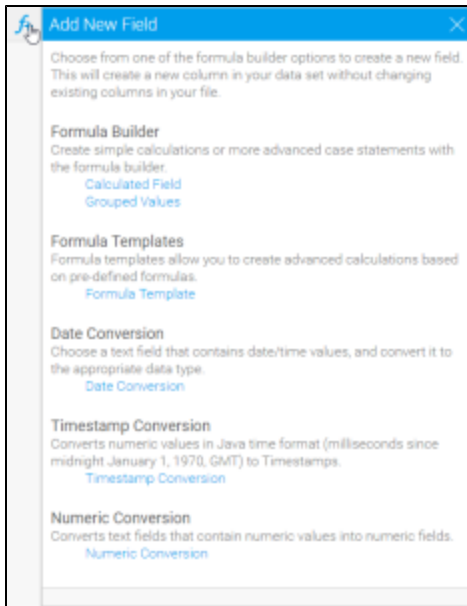 Add New Field
Choose from one of the formula builder options to create a new field.
This will create a new column in your data set without changing
existing columns in your file.
Formula Builder
Create simple calculations or more advanced case statements with
the formula builder.
Calculated Field
Grouped Values
Formula Templates
Formula templates allow you to create advanced calculations based
on pre-defined formulas.
Formula Template
Date Conversion
Choose a text field that contains date/time values, and convert it to
the appropriate data type.
Date Conversion
Timestamp Conversion
Converts numeric values in Java time format (milliseconds since
midnight January 1, 1970, GMT) to Timestamps.
Timestamp Conversion
Numeric Conversion
Converts text fields that contain numeric values into numeric fields.
Numeric Conversion